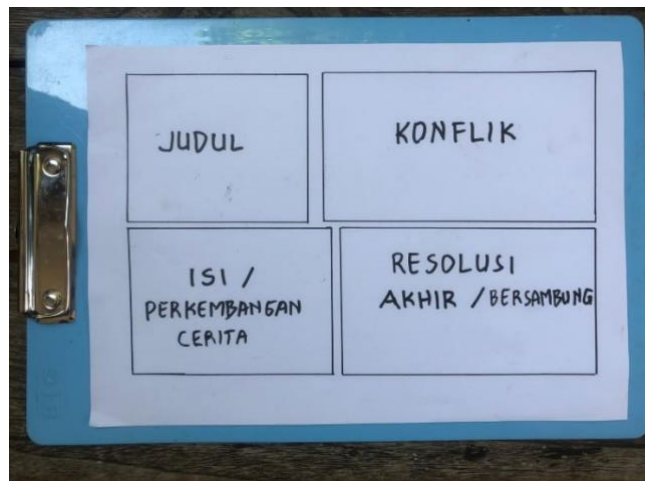 JUDUL
KONFLIK
ISI /
PERKEMBANGAN
CERITA
RESOLUSI
AKHIR / BERSAMBUNG